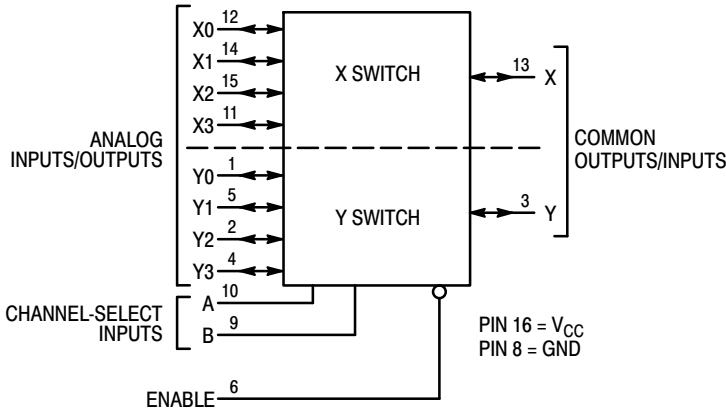 X0 12
X1 14
X2 15
X3 11
X SWITCH
13 X
ANALOG
INPUTS/OUTPUTS
COMMON
OUTPUTS/INPUTS
Y0 1
Y1 5
Y2 2
Y3 4
Y SWITCH
3 Y
CHANNEL-SELECT
INPUTS
A 10
B 9
PIN 16 = VCC
PIN 8 = GND
ENABLE 6